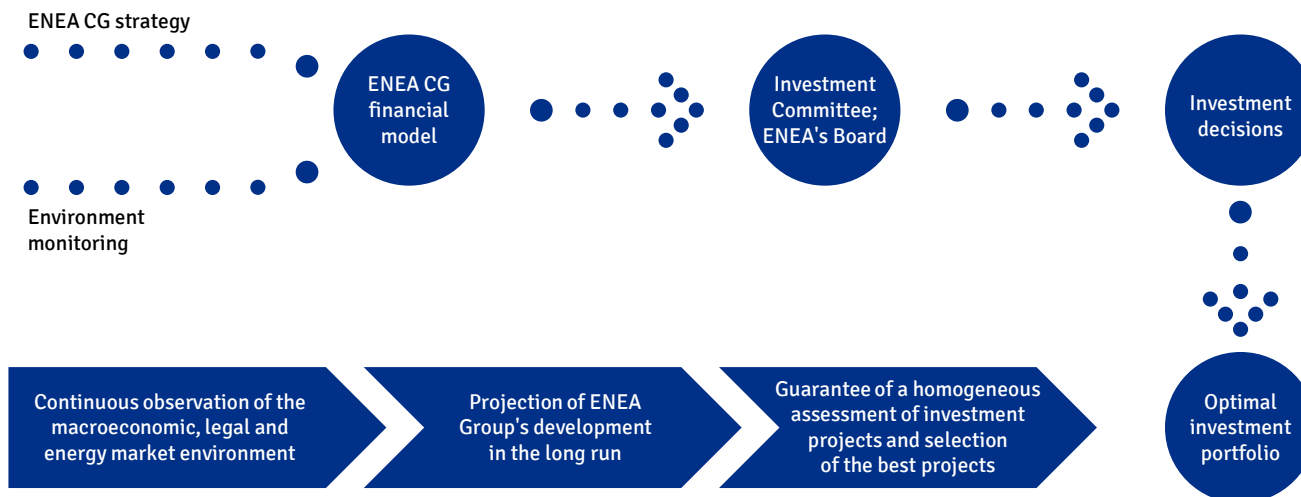 ENEA CG strategy
ENEA CG
financial
model
Investment
Committee;
ENEA's Board
Investment
decisions
Environment
monitoring
Continuous observation of the
macroeconomic, legal and
energy market environment
Projection of ENEA
Group's development
in the long run
Guarantee of a homogeneous
assessment of investment
projects and selection
of the best projects
Optimal
investment
portfolio